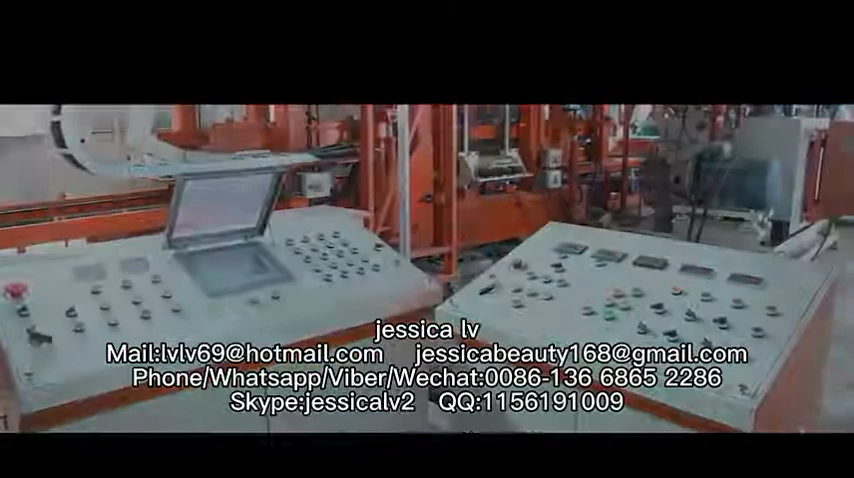 jessica lv
Mail:lvlv69@hotmail.com jessicabeauty168@gmail.com
Phone/Whatsapp/Viber/Wechat:0086-136 6865 2286
Skype:jessicalv2 QQ:1156191009